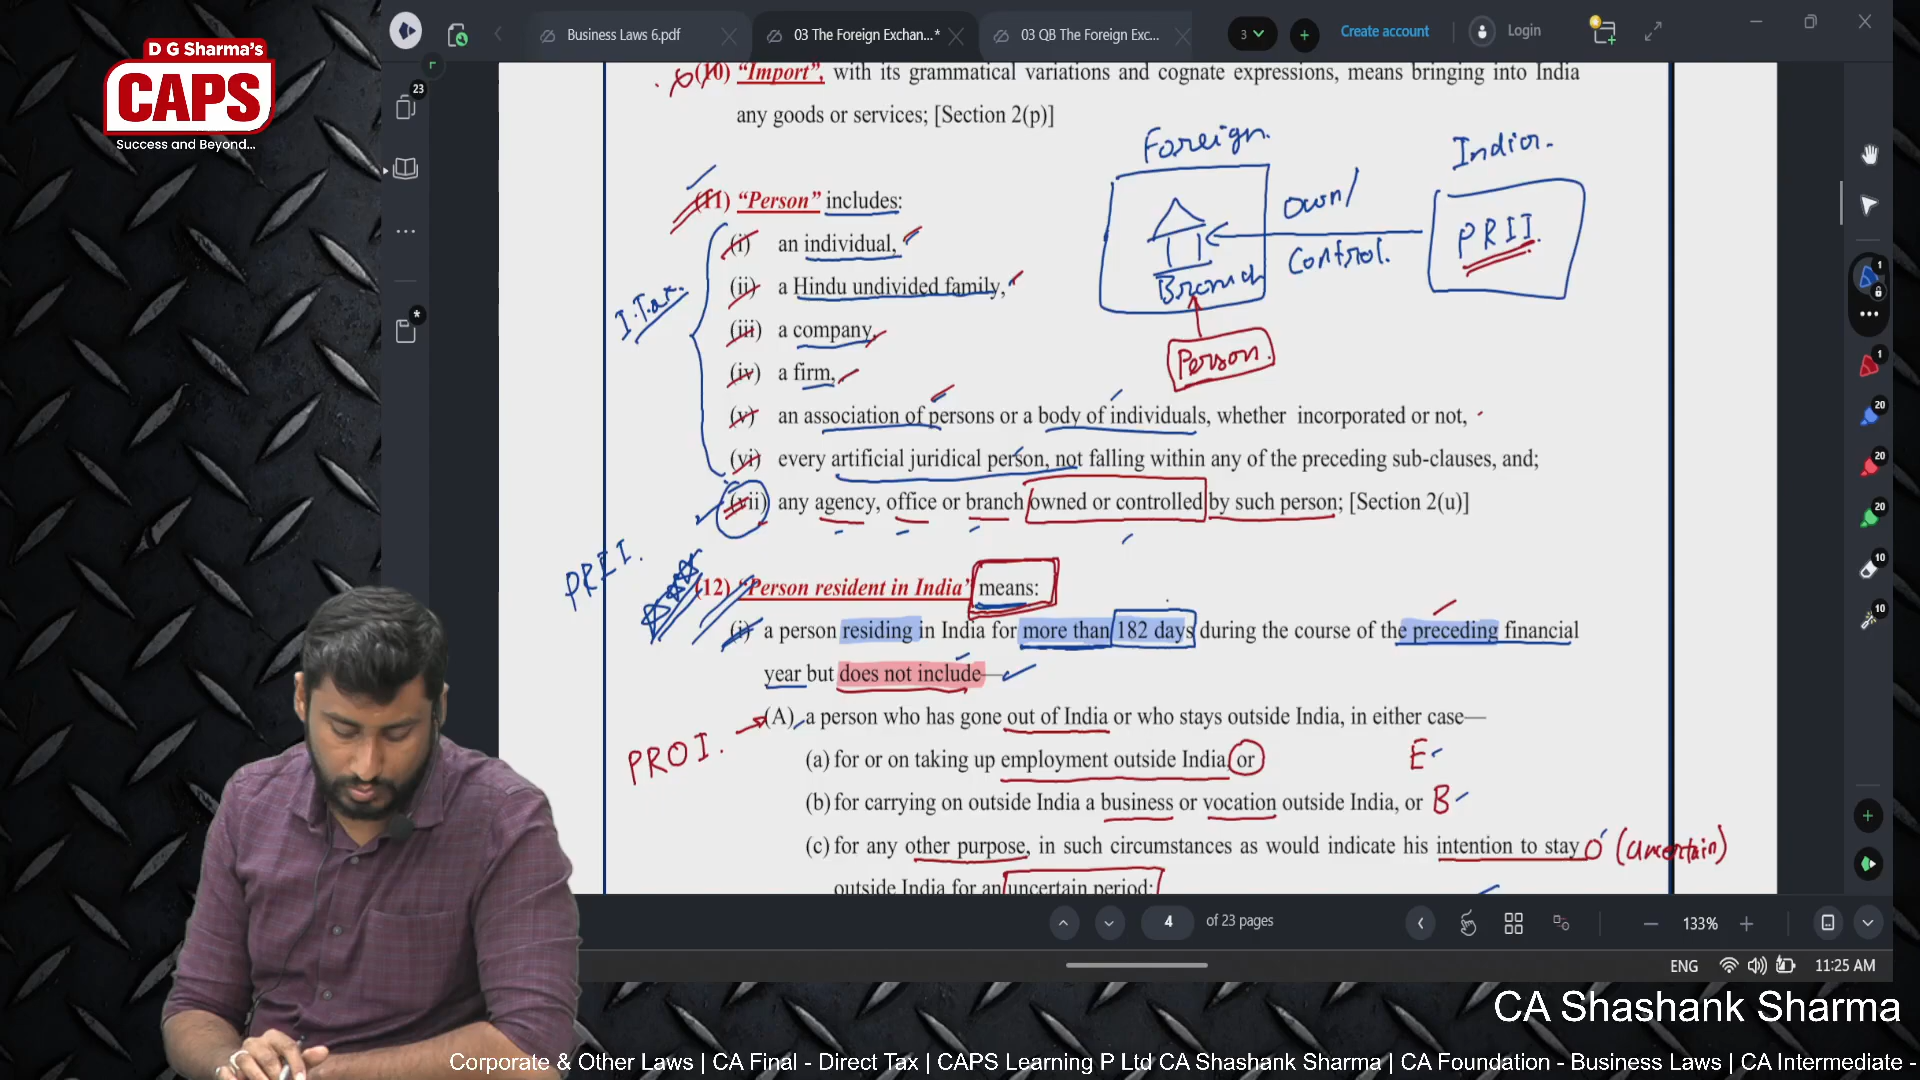 D G Sharma's
CAPS
Success and Beyond...
Business Laws 6.pdf
03 The Foreign Exchan...*
03 QB The Foreign Exc...
3
Create account
Login
23
(10) "Import", with its grammatical variations and cognate expressions, means bringing into India
any goods or services; [Section 2(p)]
Foreign.
India.
(11) "Person" includes:
Own/
PRII.
(i) an individual,
Control.
(ii) a Hindu undivided family,
Branch
I.Tax.
(iii) a company,
Person.
(iv) a firm,
(v) an association of persons or a body of individuals, whether incorporated or not,
(vi) every artificial juridical person, not falling within any of the preceding sub-clauses, and;
(vii) any agency, office or branch owned or controlled by such person; [Section 2(u)]
(12) "Person resident in India" means:
(i) a person residing in India for more than 182 days during the course of the preceding financial
year but does not include—
(A) a person who has gone out of India or who stays outside India, in either case—
PROI.
(a) for or on taking up employment outside India, or
E
(b) for carrying on outside India a business or vocation outside India, or
B
(c) for any other purpose, in such circumstances as would indicate his intention to stay
O (uncertain)
outside India for an uncertain period;
1
1
20
20
20
10
10
4
of 23 pages
133%
ENG
11:25 AM
CA Shashank Sharma
Corporate & Other Laws | CA Final - Direct Tax | CAPS Learning P Ltd CA Shashank Sharma | CA Foundation - Business Laws | CA Intermediate -